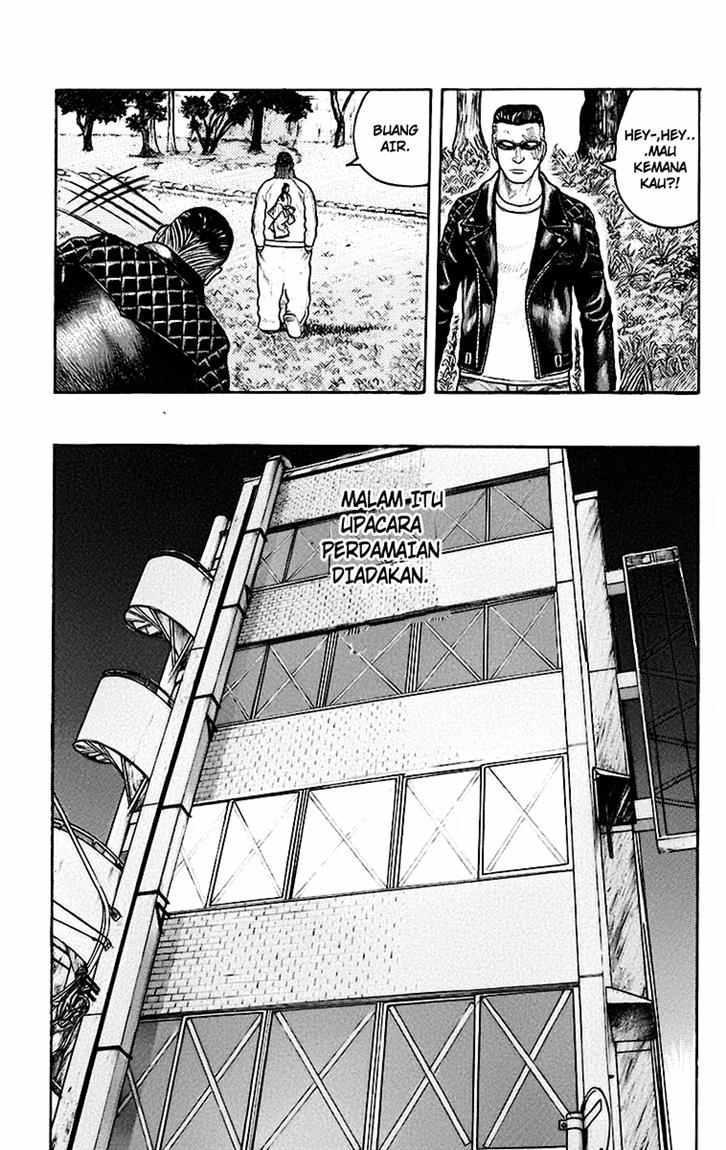 HEY-,HEY..
.MAU
KEMANA
KAU?!
BUANG
AIR.
MALAM ITU
UPACARA
PERDAMAIAN
DIADAKAN.